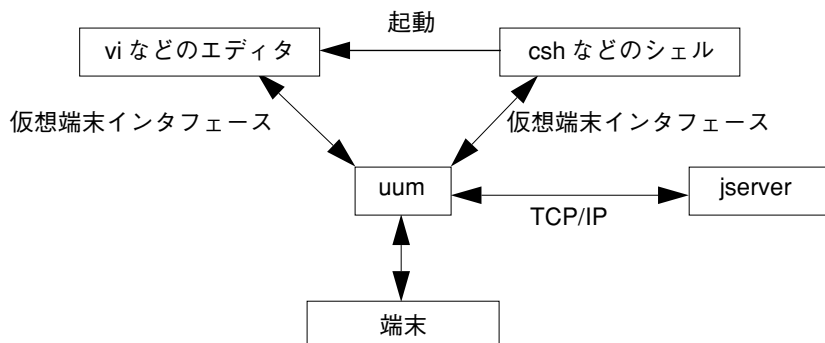 起動
vi などのエディタ
csh などのシェル
仮想端末インタフェース
仮想端末インタフェース
uum
jserver
TCP/IP
端末